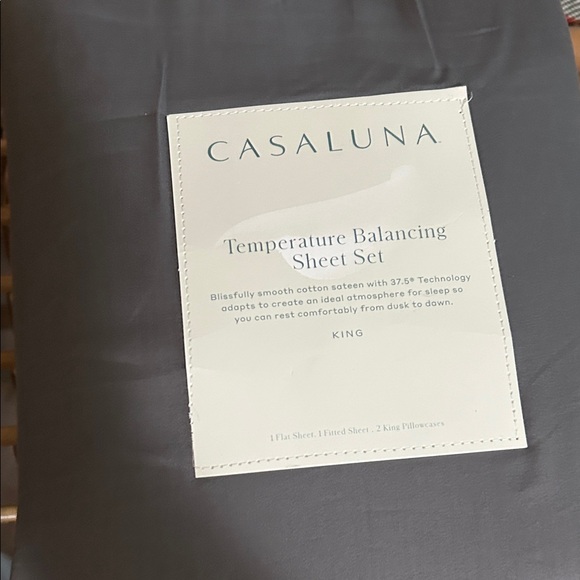 CASALUNA
Temperature Balancing
Sheet Set
Blissfully smooth cotton sateen with 37.5® Technology
adapts to create an ideal atmosphere for sleep so
you can rest comfortably from dusk to dawn.
KING
1 Flat Sheet. 1 Fitted Sheet . 2 King Pillowcases